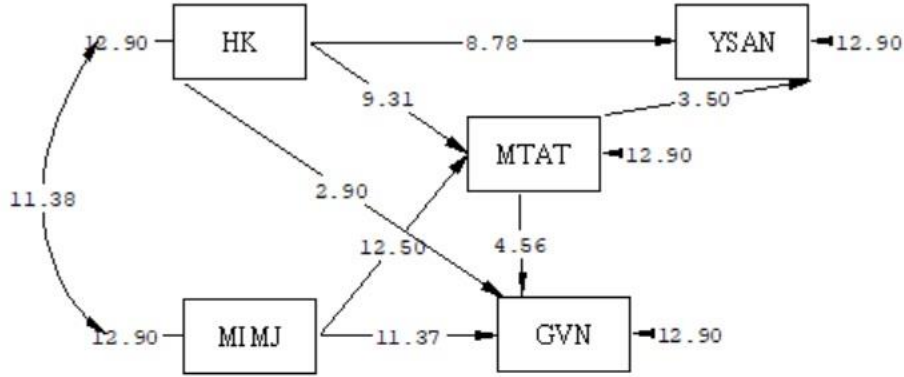 12.90 HK 8.78 YSAN 12.90
9.31 3.50
MTAT 12.90
11.38 2.90
12.50 4.56
12.90 MIMJ 11.37 GVN 12.90